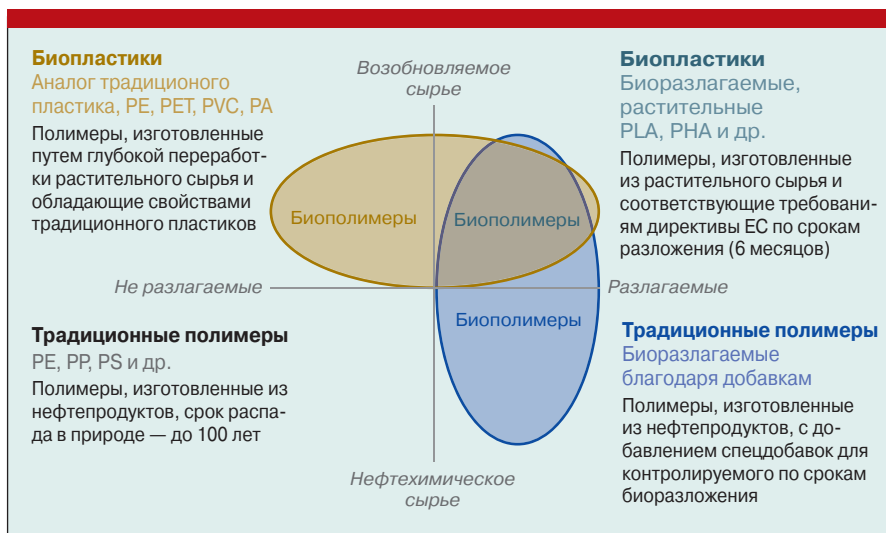 Биопластики
Аналог традиционого
пластика, PE, PET, PVC, PA
Полимеры, изготовленные
путем глубокой переработ-
ки растительного сырья и
обладающие свойствами
традиционного пластиков
Возобновляемое
сырье
Биопластики
Биоразлагаемые,
растительные
PLA, PHA и др.
Полимеры, изготовленные
из растительного сырья и
соответствующие требовани-
ям директивы ЕС по срокам
разложения (6 месяцов)
Биополимеры
Биополимеры
Не разлагаемые
Разлагаемые
Биополимеры
Традиционные полимеры
PE, PP, PS и др.
Полимеры, изготовленные из
нефтепродуктов, срок распа-
да в природе — до 100 лет
Традиционные полимеры
Биоразлагаемые
благодаря добавкам
Полимеры, изготовленные
из нефтепродуктов, с до-
бавлением спецдобавок для
контролируемого по срокам
биоразложения
Нефтехимическое
сырье